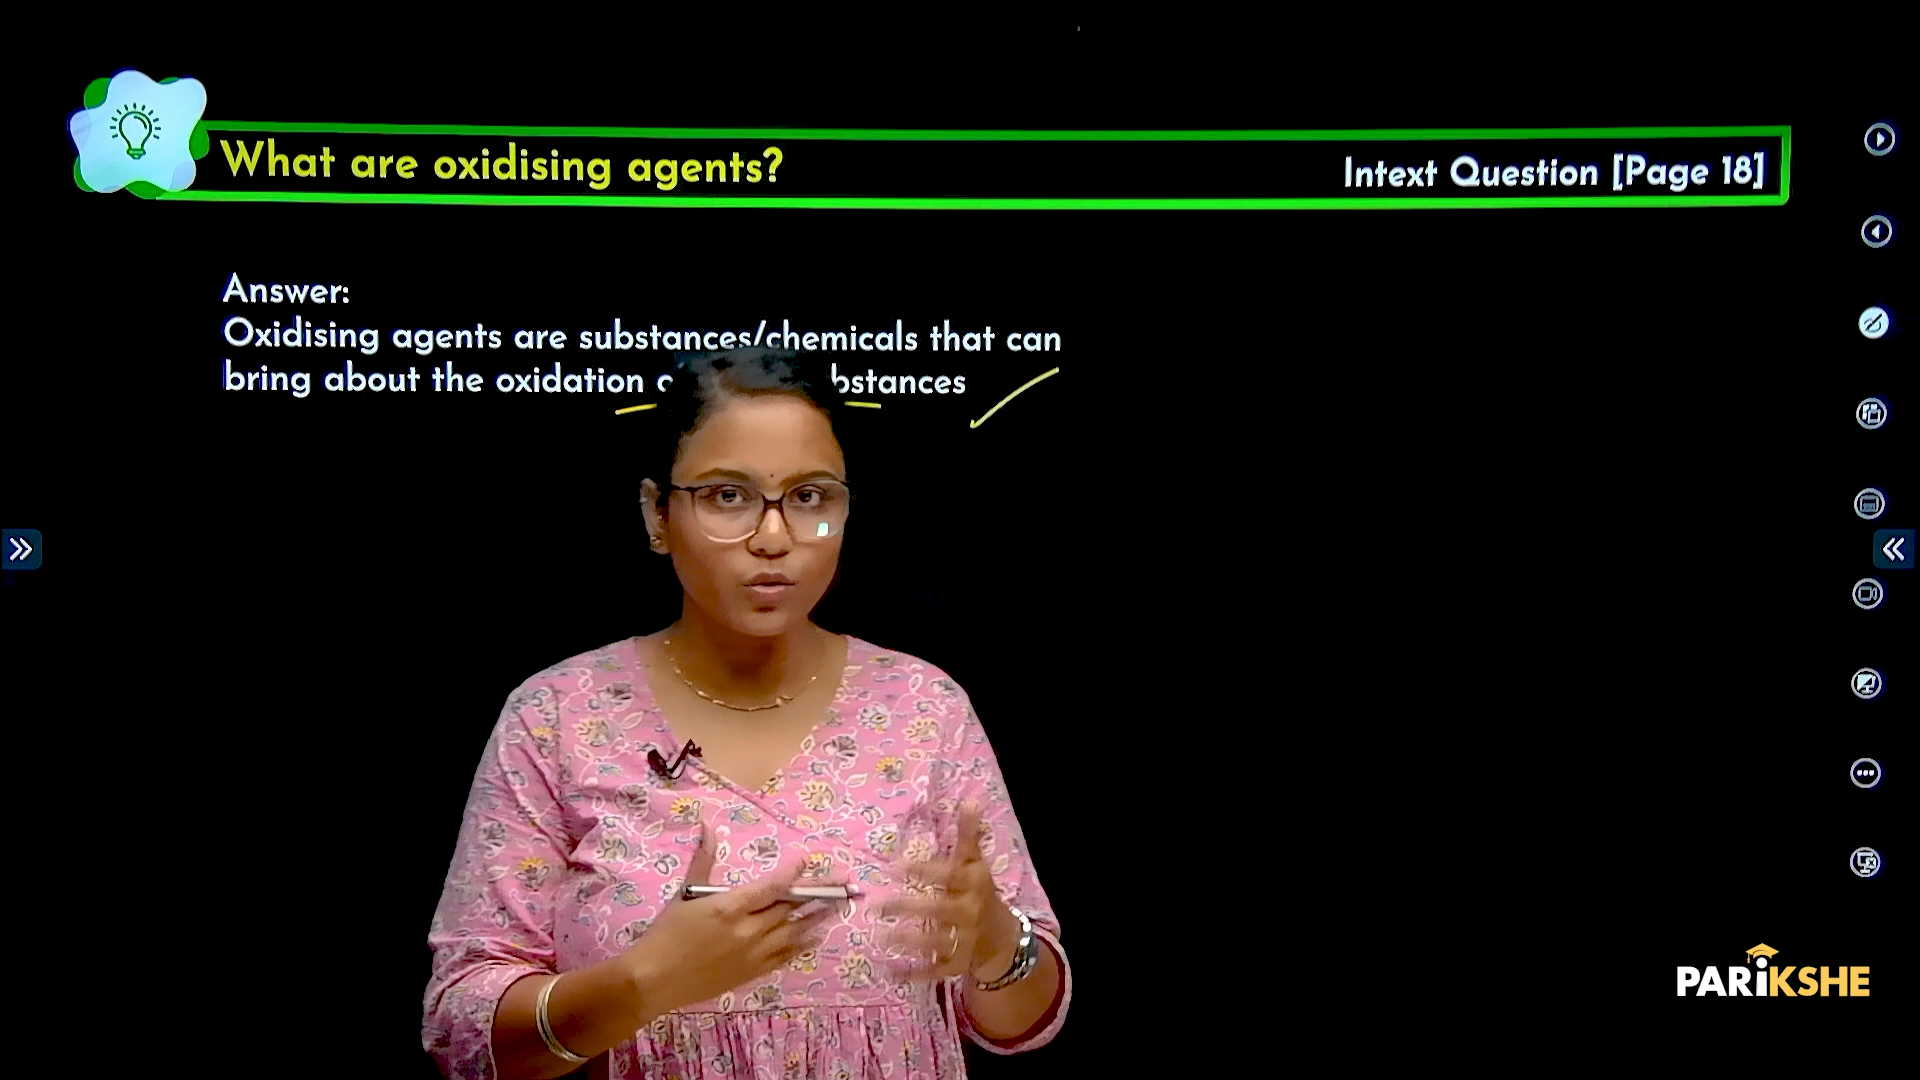 What are oxidising agents?
Intext Question [Page 18]
Answer:
Oxidising agents are substances/chemicals that can
bring about the oxidation
PARiKSHE